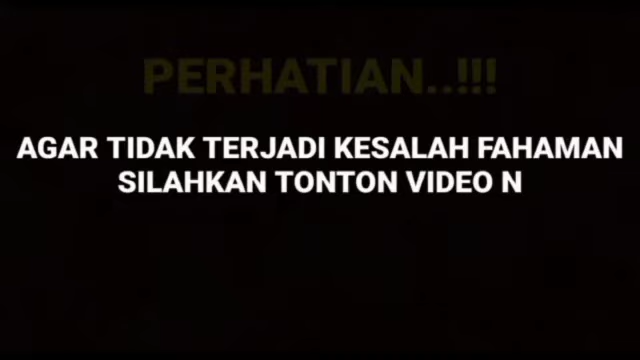 PERHATIAN..!!!
AGAR TIDAK TERJADI KESALAH FAHAMAN
SILAHKAN TONTON VIDEO N